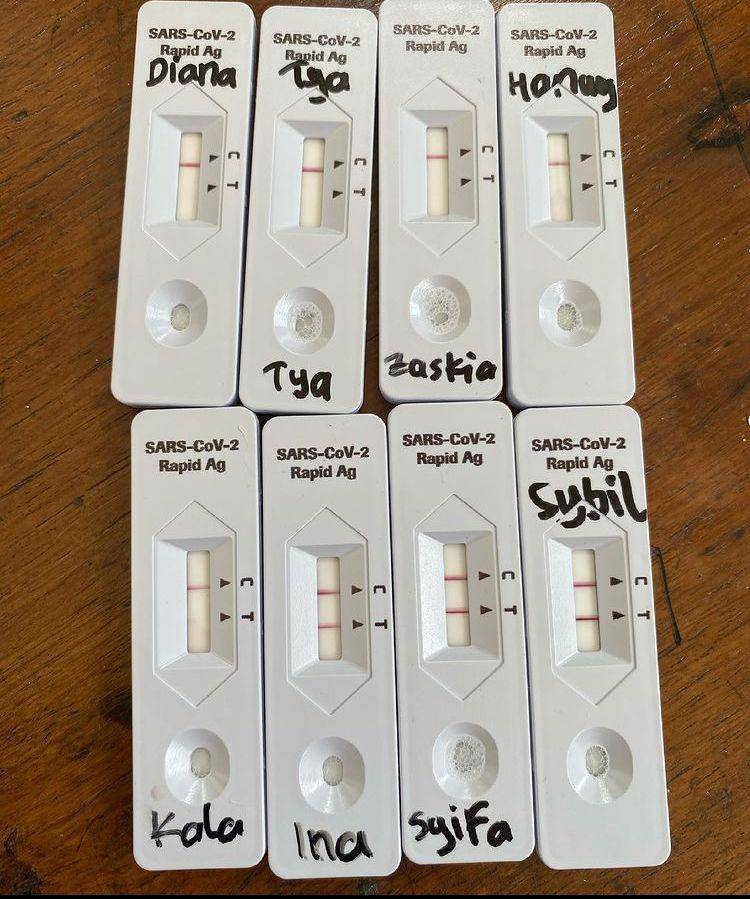 SARS-CoV-2
Rapid Ag
Diana
C T
SARS-CoV-2
Rapid Ag
Tya
C T
Tya
SARS-CoV-2
Rapid Ag
C T
Zaskia
SARS-CoV-2
Rapid Ag
C T
SARS-CoV-2
Rapid Ag
C T
Kala
SARS-CoV-2
Rapid Ag
C T
Ina
SARS-CoV-2
Rapid Ag
C T
Syifa
SARS-CoV-2
Rapid Ag
Sybil
C T